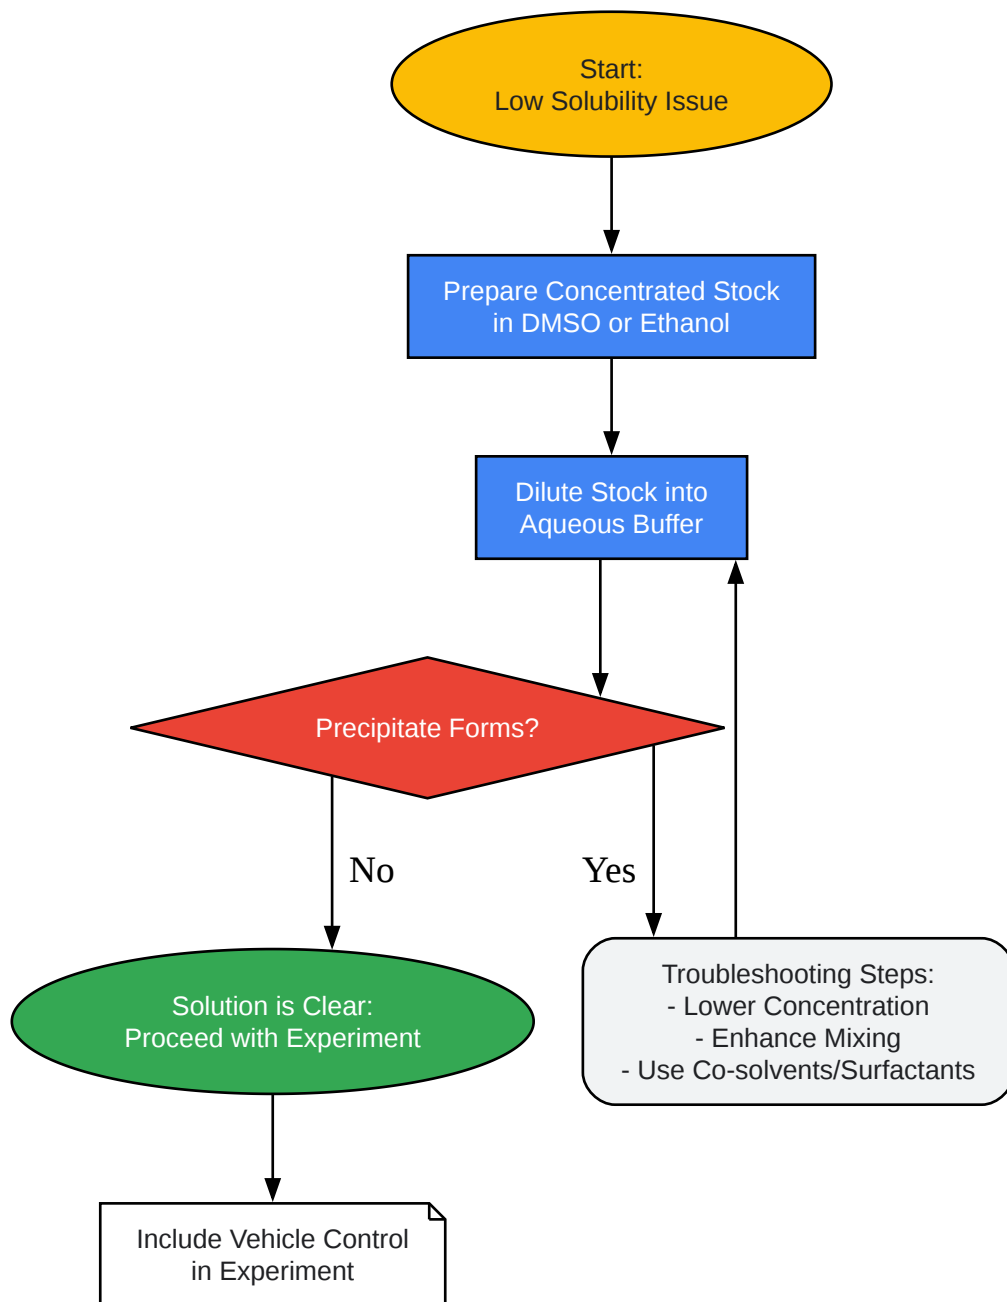 Start:
Low Solubility Issue
Prepare Concentrated Stock
in DMSO or Ethanol
Dilute Stock into
Aqueous Buffer
Precipitate Forms?
No
Yes
Solution is Clear:
Proceed with Experiment
Troubleshooting Steps:
- Lower Concentration
- Enhance Mixing
- Use Co-solvents/Surfactants
Include Vehicle Control
in Experiment